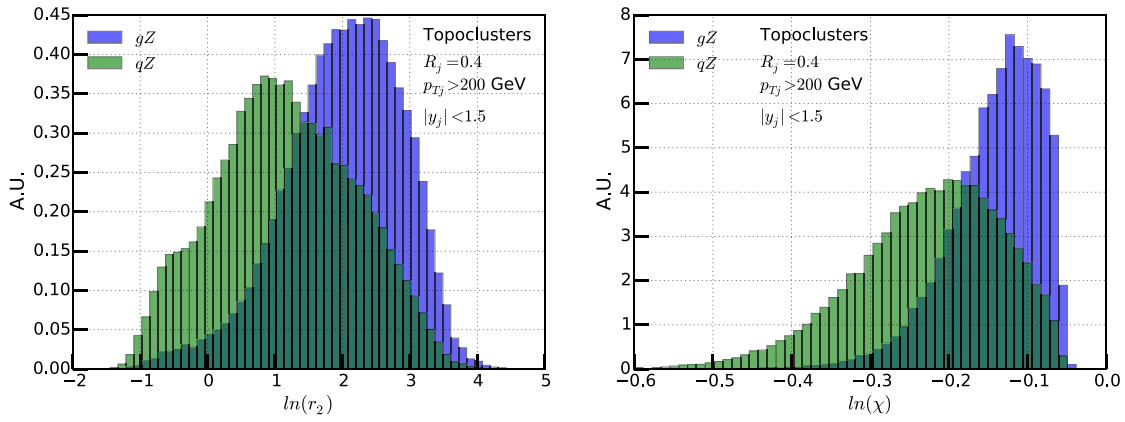 0.45
0.40
0.35
0.30
0.25
0.20
0.15
0.10
0.05
0.00
A.U.
gZ
qZ
Topoclusters
R_j = 0.4
p_{Tj} > 200 GeV
|y_j| < 1.5
−2 −1 0 1 2 3 4 5
ln(r_2)
8
7
6
5
4
3
2
1
0
A.U.
gZ
qZ
Topoclusters
R_j = 0.4
p_{Tj} > 200 GeV
|y_j| < 1.5
−0.6 −0.5 −0.4 −0.3 −0.2 −0.1 0.0
ln(χ)